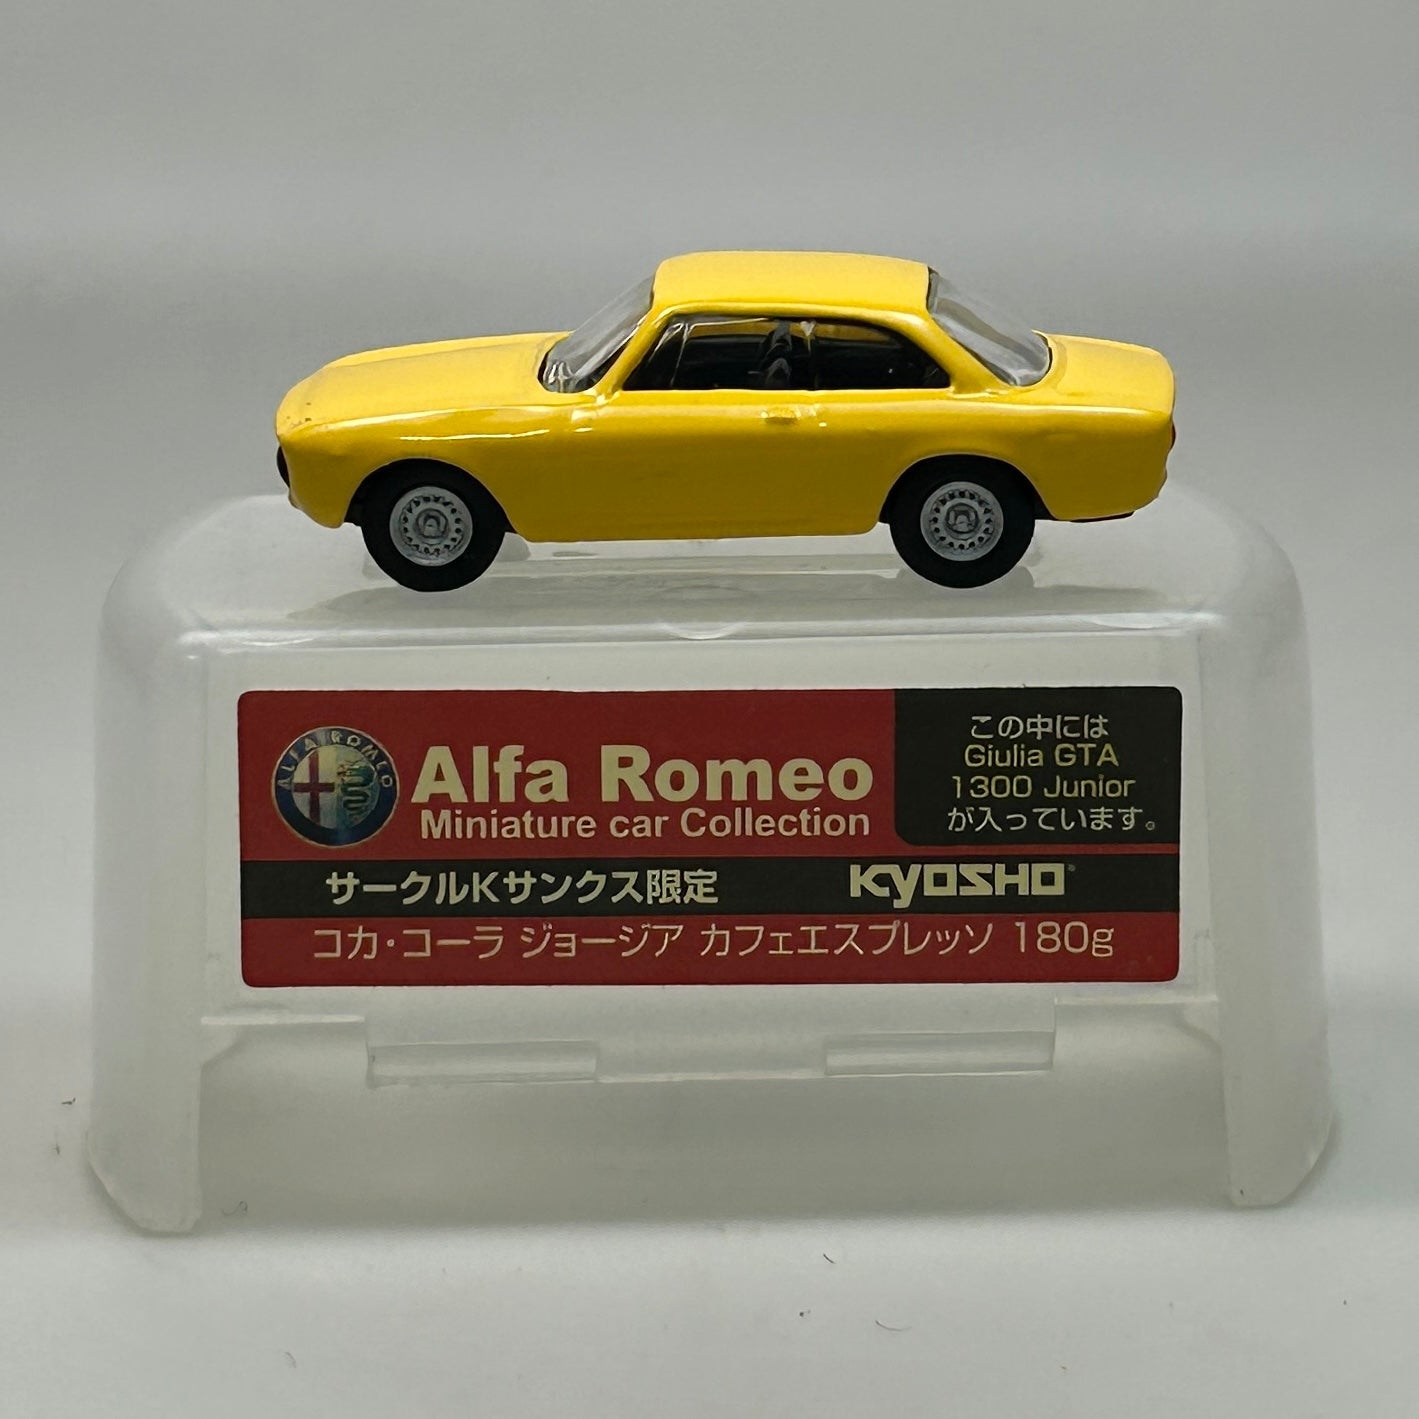 ALFA ROMEO
Alfa Romeo
Miniature car Collection
この中には
Giulia GTA
1300 Junior
が入っています。
サークルKサンクス限定
KYOSHO
コカ・コーラ ジョージア カフェエスプレッソ 180g